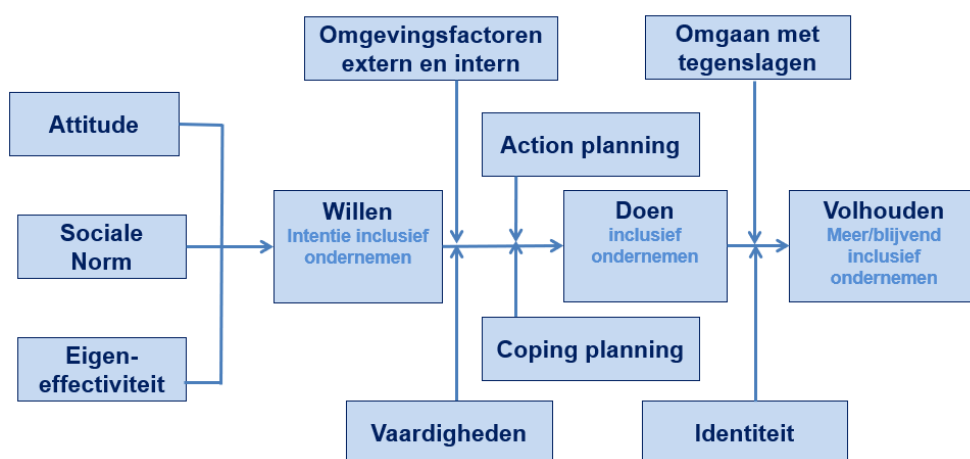 Omgevingsfactoren
extern en intern
Omgaan met
tegenslagen
Attitude
Action planning
Willen
Intentie inclusief
ondernemen
Doen
inclusief
ondernemen
Volhouden
Meer/blijvend
inclusief
ondernemen
Sociale
Norm
Eigen-
effectiviteit
Coping planning
Vaardigheden
Identiteit